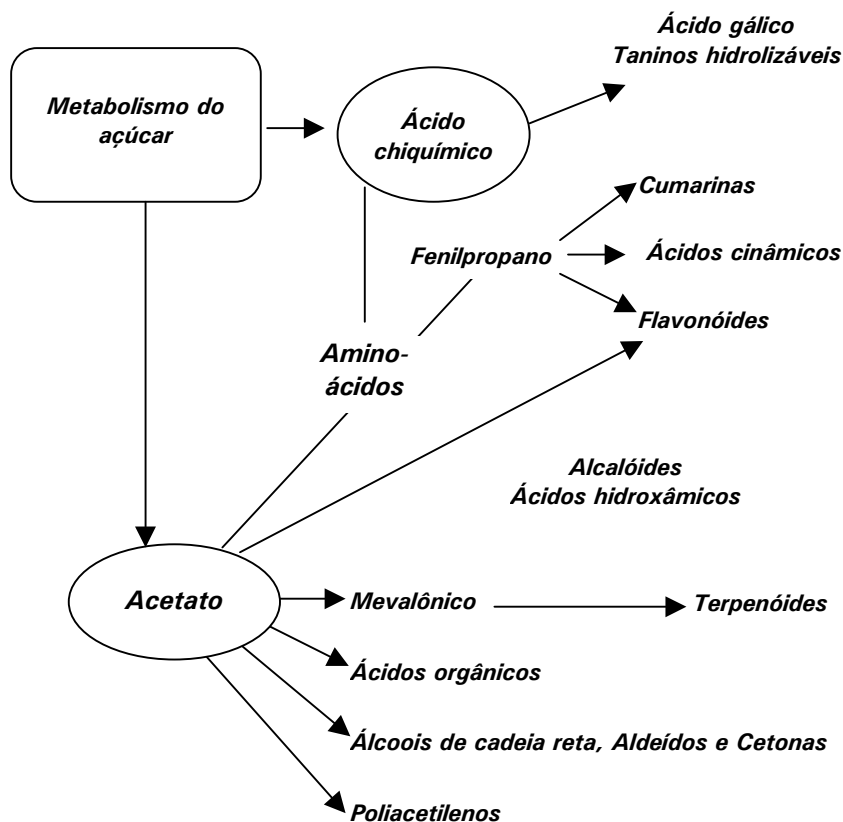 Ácido gálico
Taninos hidrolizáveis
Metabolismo do
açúcar
Ácido
chiquímico
Cumarinas
Fenilpropano
Ácidos cinâmicos
Flavonóides
Amino-
ácidos
Alcalóides
Ácidos hidroxâmicos
Acetato
Mevalônico
Terpenóides
Ácidos orgânicos
Álcoois de cadeia reta, Aldeídos e Cetonas
Poliacetilenos